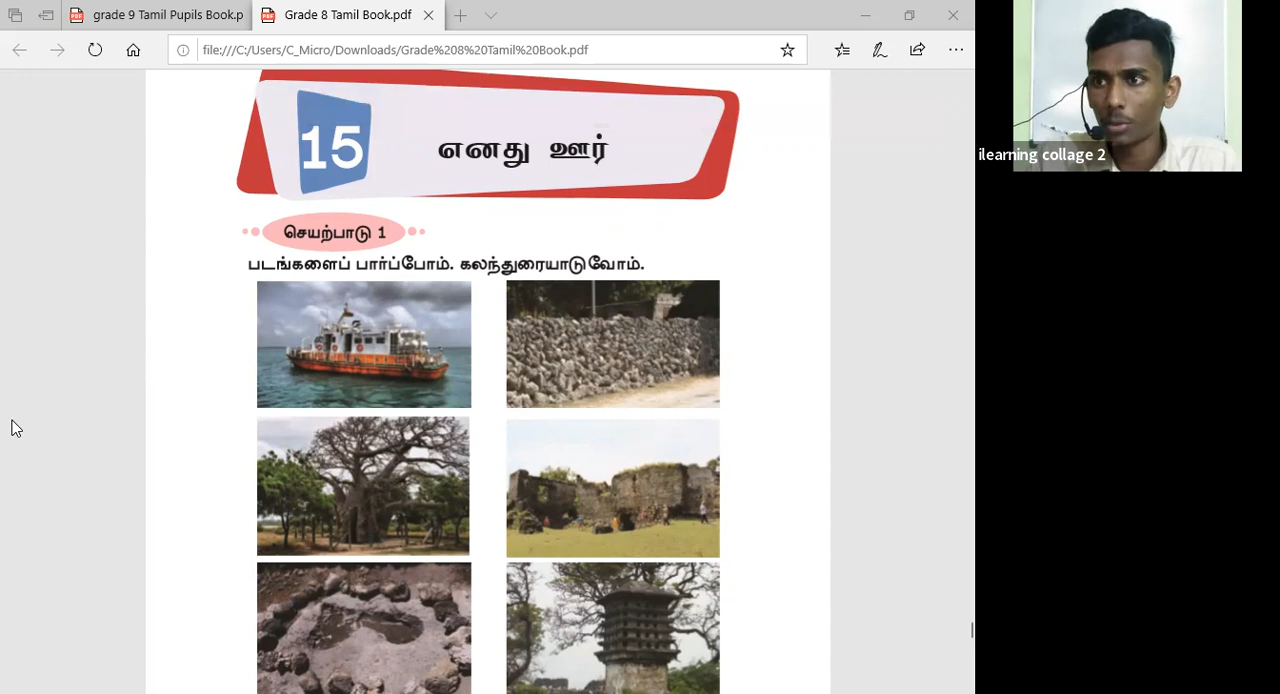 grade 9 Tamil Pupils Book.p
Grade 8 Tamil Book.pdf
file:///C:/Users/C_Micro/Downloads/Grade%208%20Tamil%20Book.pdf
ilearning collage 2
15
எனது ஊர்
செயற்பாடு 1
படங்களைப் பார்ப்போம். கலந்துரையாடுவோம்.